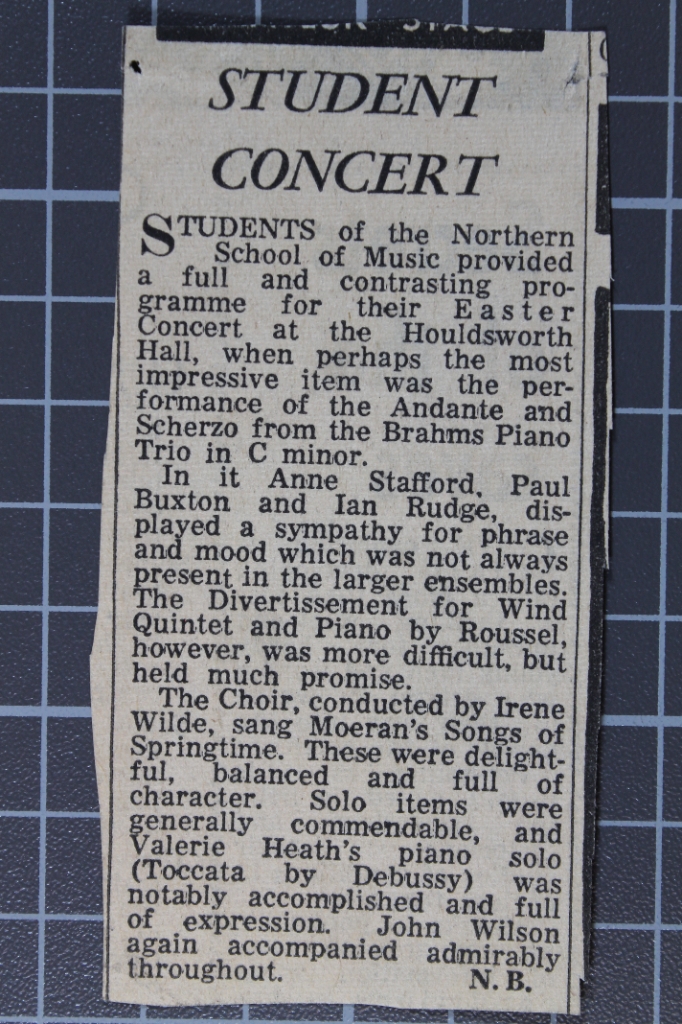 STUDENT
CONCERT
STUDENTS of the Northern
School of Music provided
a full and contrasting pro-
gramme for their Easter
Concert at the Houldsworth
Hall, when perhaps the most
impressive item was the per-
formance of the Andante and
Scherzo from the Brahms Piano
Trio in C minor.
In it Anne Stafford, Paul
Buxton and Ian Rudge, dis-
played a sympathy for phrase
and mood which was not always
present in the larger ensembles.
The Divertissement for Wind
Quintet and Piano by Roussel,
however, was more difficult, but
held much promise.
The Choir, conducted by Irene
Wilde, sang Moeran's Songs of
Springtime. These were delight-
ful, balanced and full of
character. Solo items were
generally commendable, and
Valerie Heath's piano solo
(Toccata by Debussy) was
notably accomplished and full
of expression. John Wilson
again accompanied admirably
throughout. N. B.